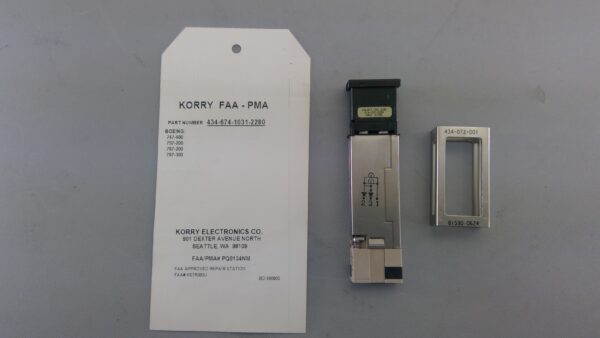 KORRY FAA - PMA
PART NUMBER: 434-674-1031-2280
BOEING:
747-400
757-200
767-200
767-300
KORRY ELECTRONICS CO.
901 DEXTER AVENUE NORTH
SEATTLE, WA 98109
FAA/PMA# PQ0134NM
FAA APPROVED REPAIR STATION
434-072-001
81590 0624